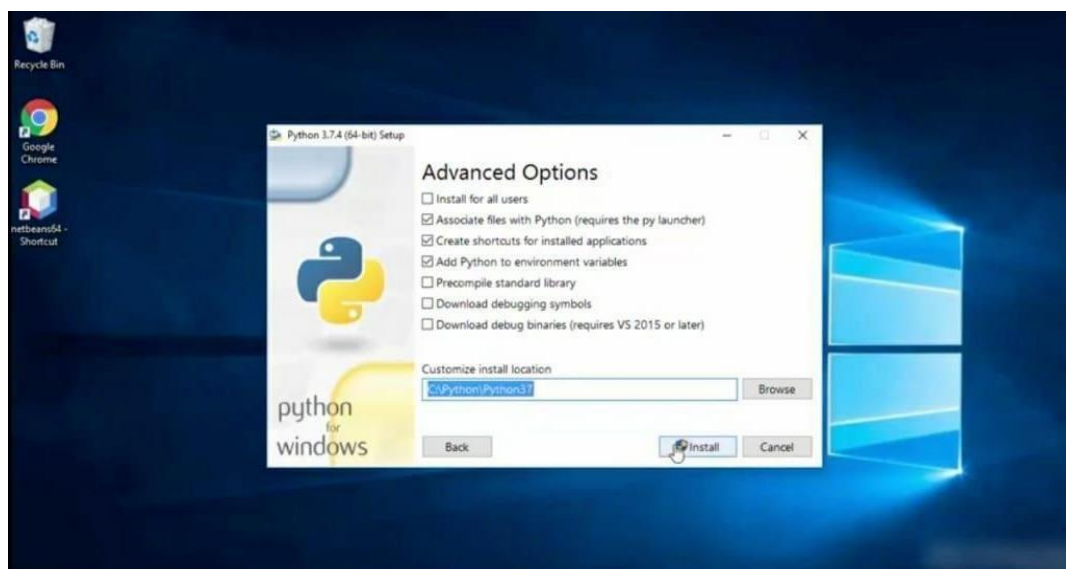 Recycle Bin
Google
Chrome
netbeans64 -
Shortcut
Python 3.7.4 (64-bit) Setup
Advanced Options
Install for all users
Associate files with Python (requires the py launcher)
Create shortcuts for installed applications
Add Python to environment variables
Precompile standard library
Download debugging symbols
Download debug binaries (requires VS 2015 or later)
Customize install location
C:\Python\Python37
Browse
python
for
windows
Back
Install
Cancel